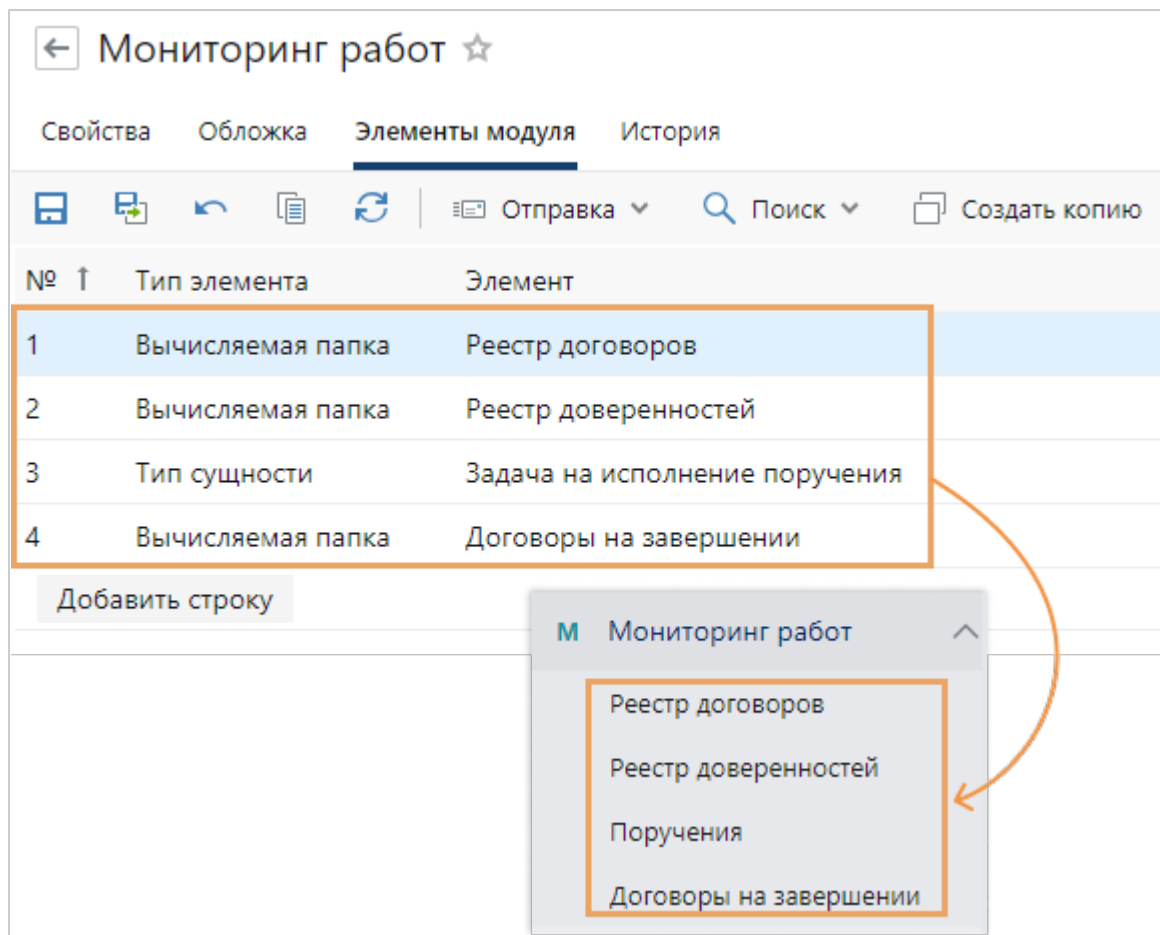 Мониторинг работ
Свойства Обложка Элементы модуля История
Отправка Поиск Создать копию
№ Тип элемента Элемент
1 Вычисляемая папка Реестр договоров
2 Вычисляемая папка Реестр доверенностей
3 Тип сущности Задача на исполнение поручения
4 Вычисляемая папка Договоры на завершении
Добавить строку
М Мониторинг работ
Реестр договоров
Реестр доверенностей
Поручения
Договоры на завершении